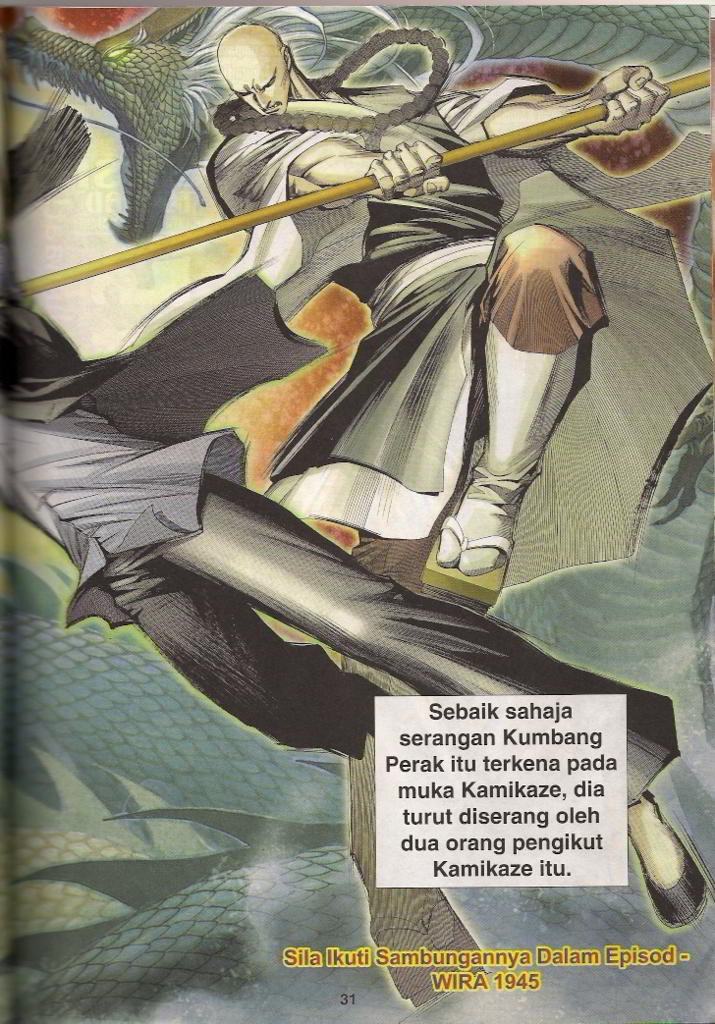 Sebaik sahaja
serangan Kumbang
Perak itu terkena pada
muka Kamikaze, dia
turut diserang oleh
dua orang pengikut
Kamikaze itu.
Sila Ikuti Sambungannya Dalam Episod -
WIRA 1945
31